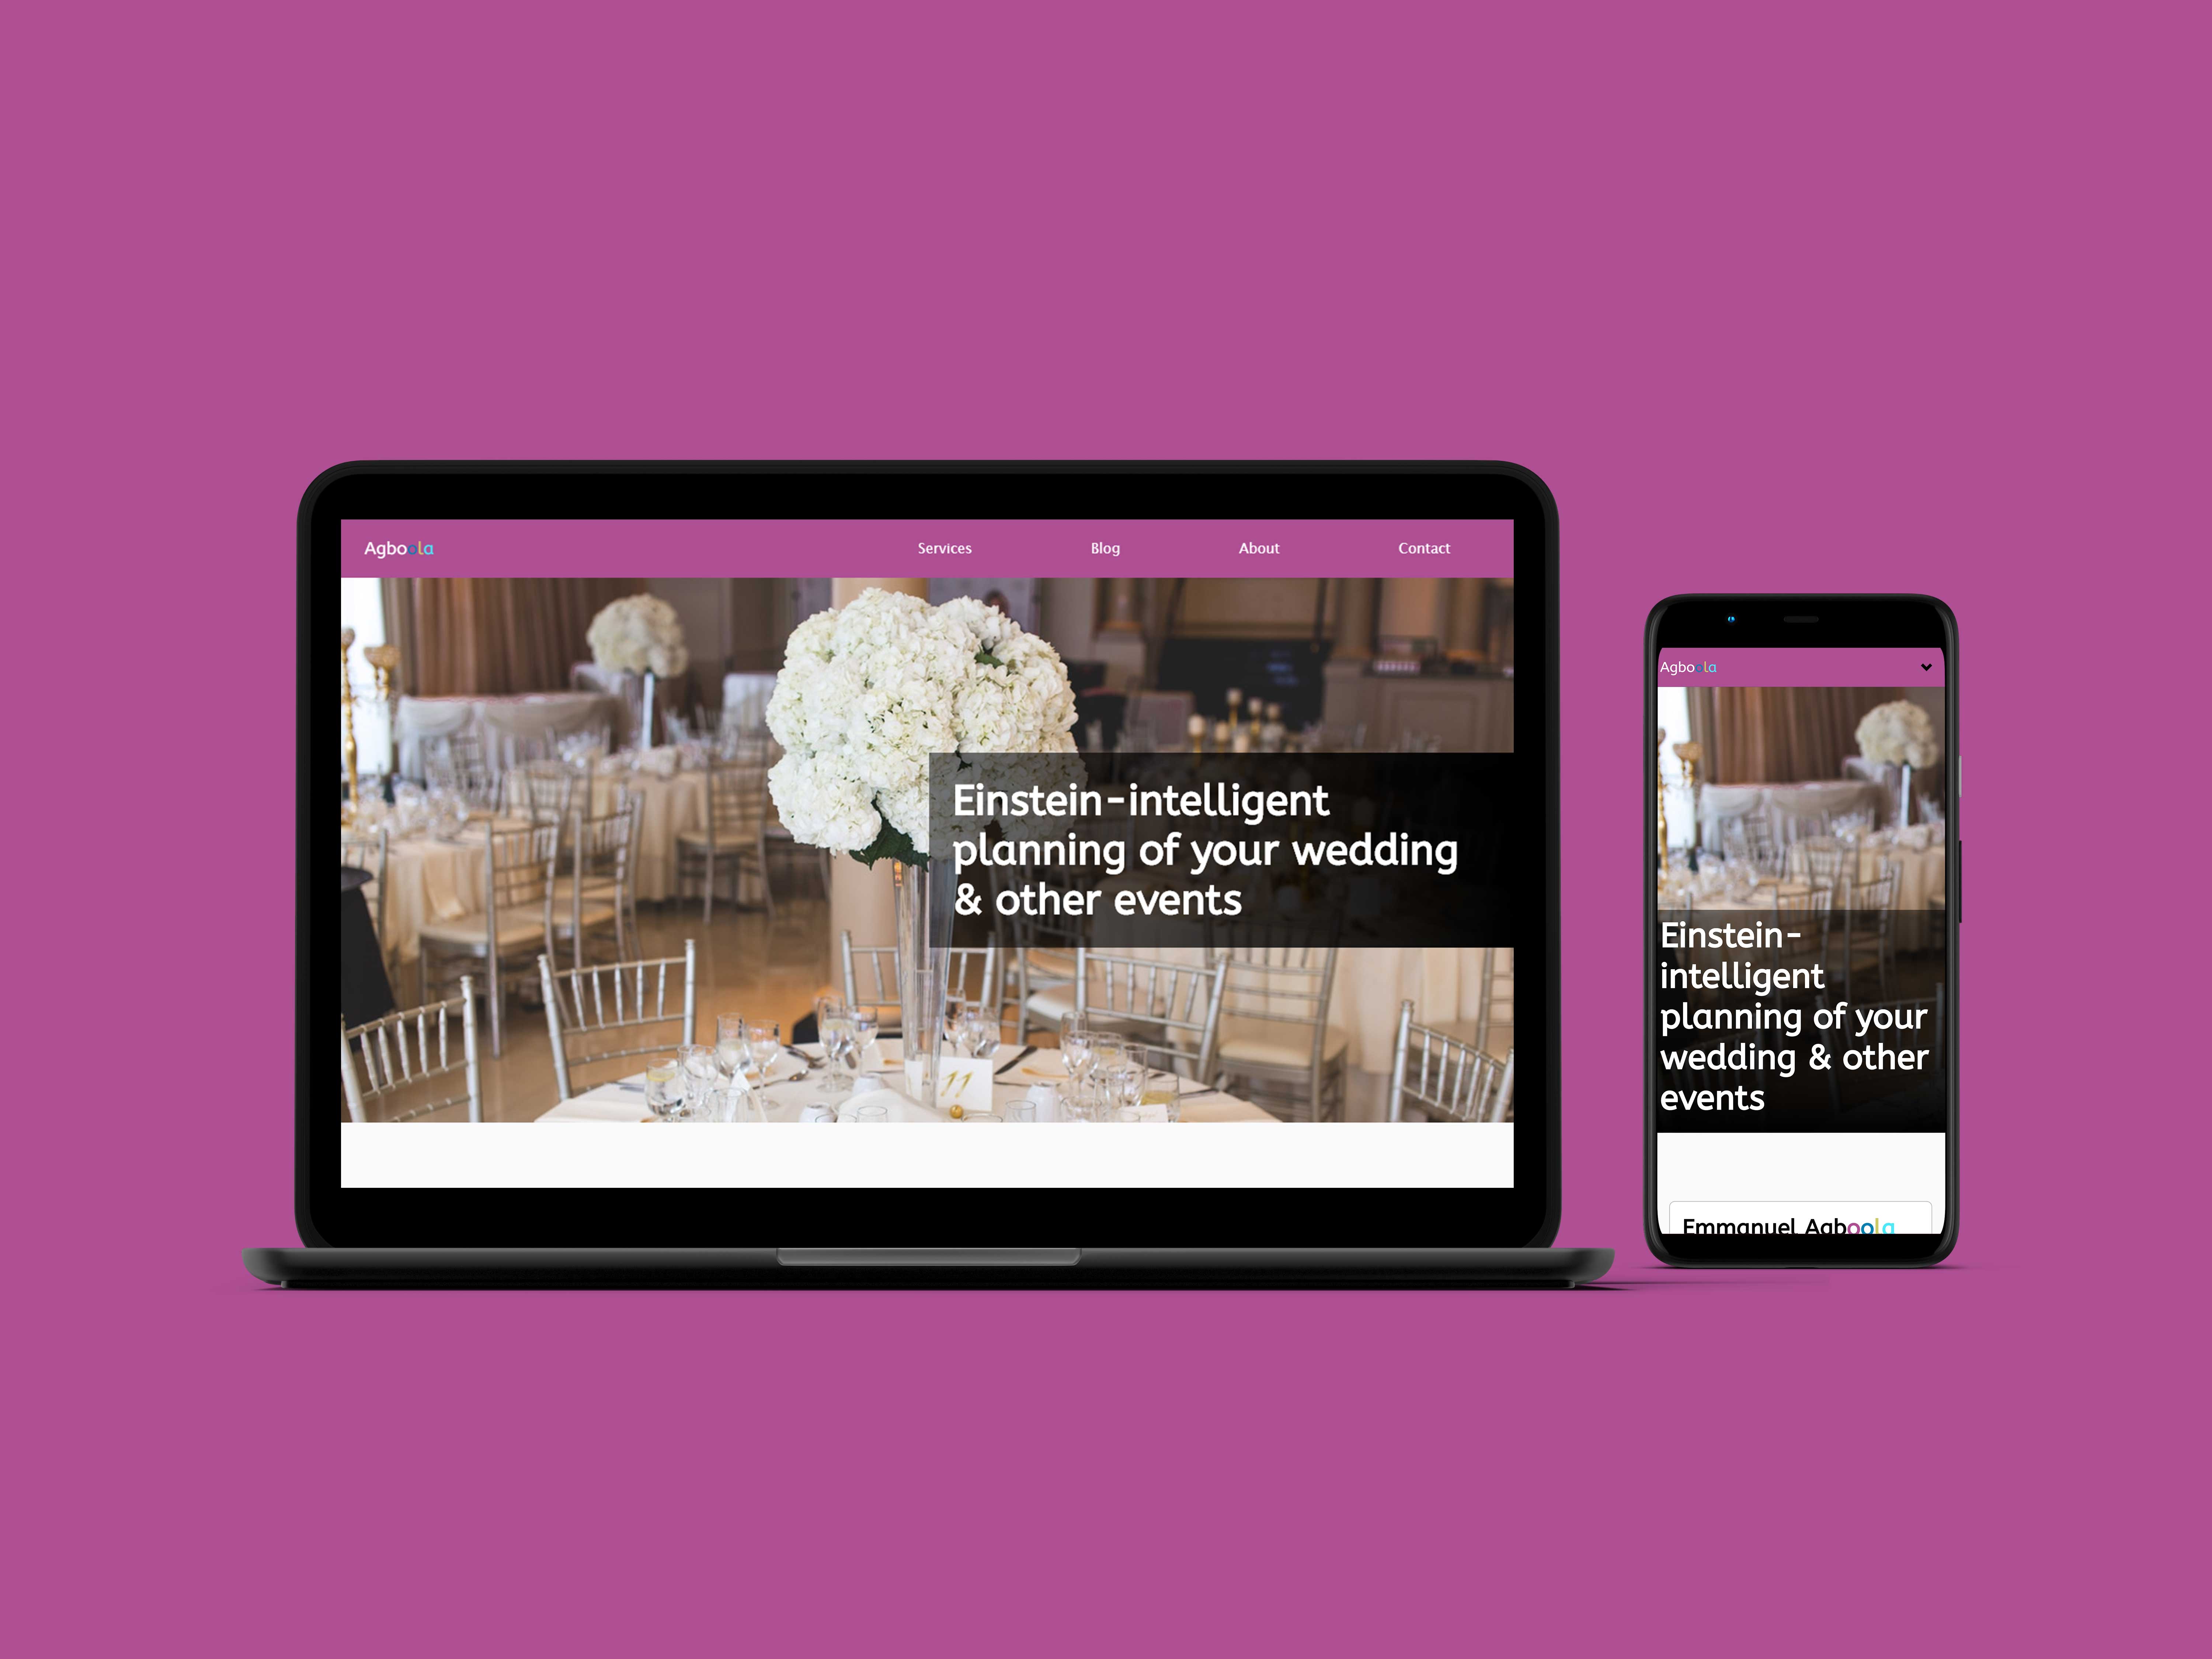 Agboola
Services
Blog
About
Contact
Einstein-intelligent
planning of your wedding
& other events
11
Agboola
Einstein-
intelligent
planning of your
wedding & other
events
Emmanuel Agboola